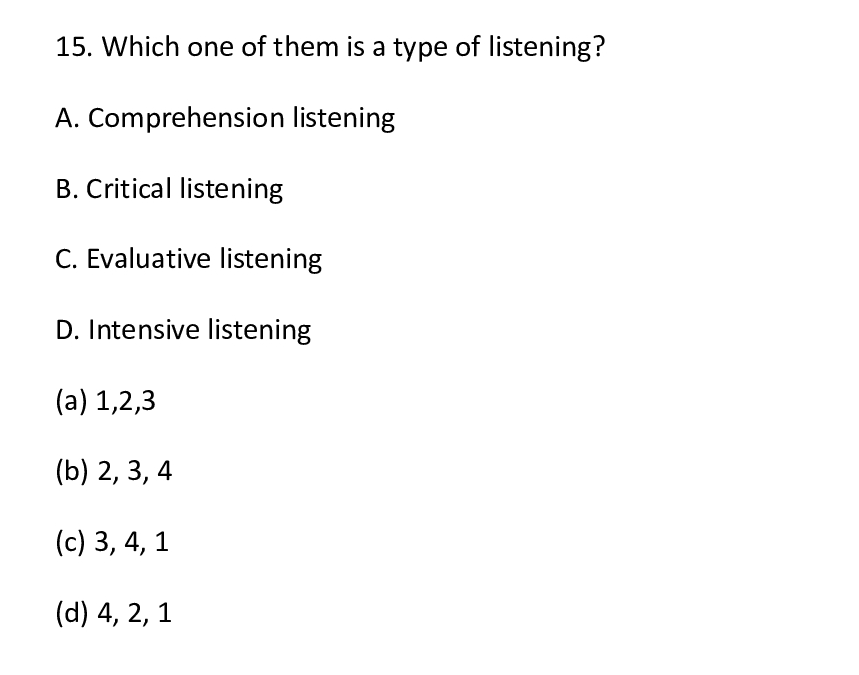 15. Which one of them is a type of listening?
A. Comprehension listening
B. Critical listening
C. Evaluative listening
D. Intensive listening
(a) 1,2,3
(b) 2, 3, 4
(c) 3, 4, 1
(d) 4, 2, 1